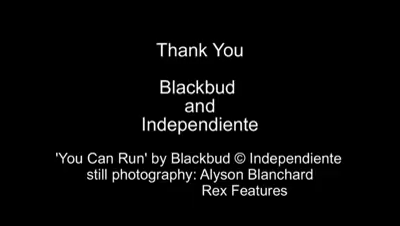 Thank You
Blackbud
and
Independiente
'You Can Run' by Blackbud © Independiente
still photography: Alyson Blanchard
Rex Features